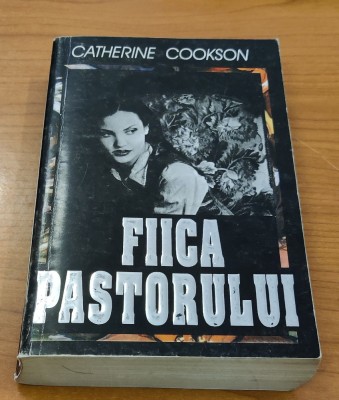 CATHERINE COOKSON
FIICA
PASTORULUI